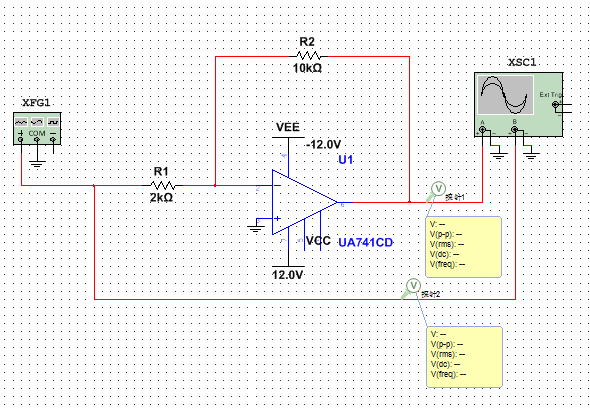 R2
10kΩ
XSC1
Ext Trig
A
B
XFG1
COM
VEE
-12.0V
U1
R1
2kΩ
VCC
UA741CD
12.0V
探针1
V: --
V(p-p): --
V(rms): --
V(dc): --
V(freq): --
探针2
V: --
V(p-p): --
V(rms): --
V(dc): --
V(freq): --
V
V